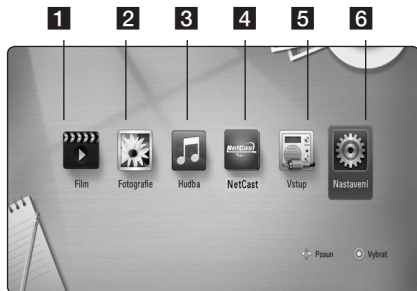 1 2 3 4 5 6
NetCast
Film Fotografie Hudba NetCast Vstup Nastavení
Posun Vybrat